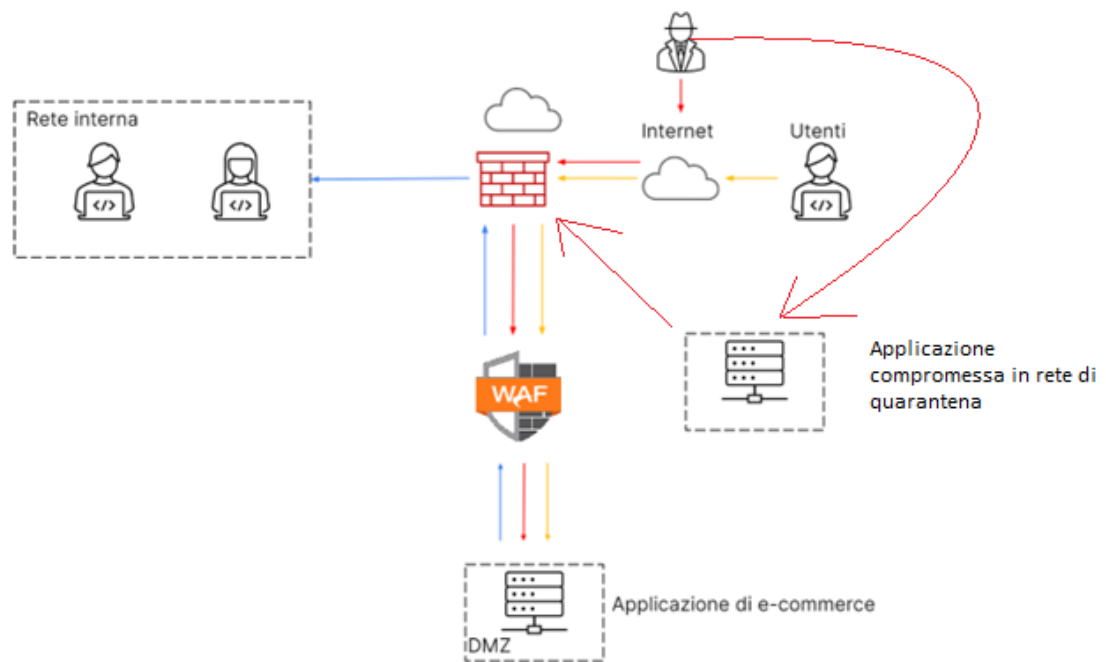 Rete interna
Internet
Utenti
</>
</>
</>
WAF
Applicazione
compromessa in rete di
quarantena
Applicazione di e-commerce
DMZ